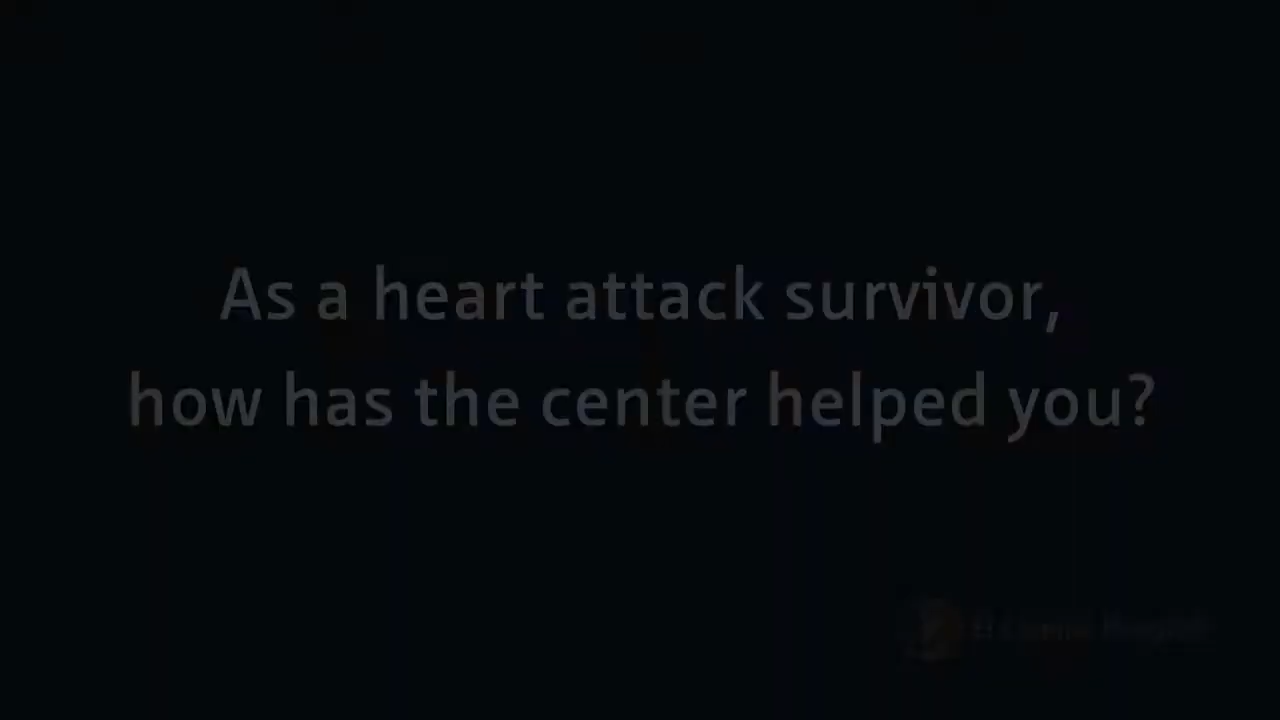 As a heart attack survivor,
how has the center helped you?